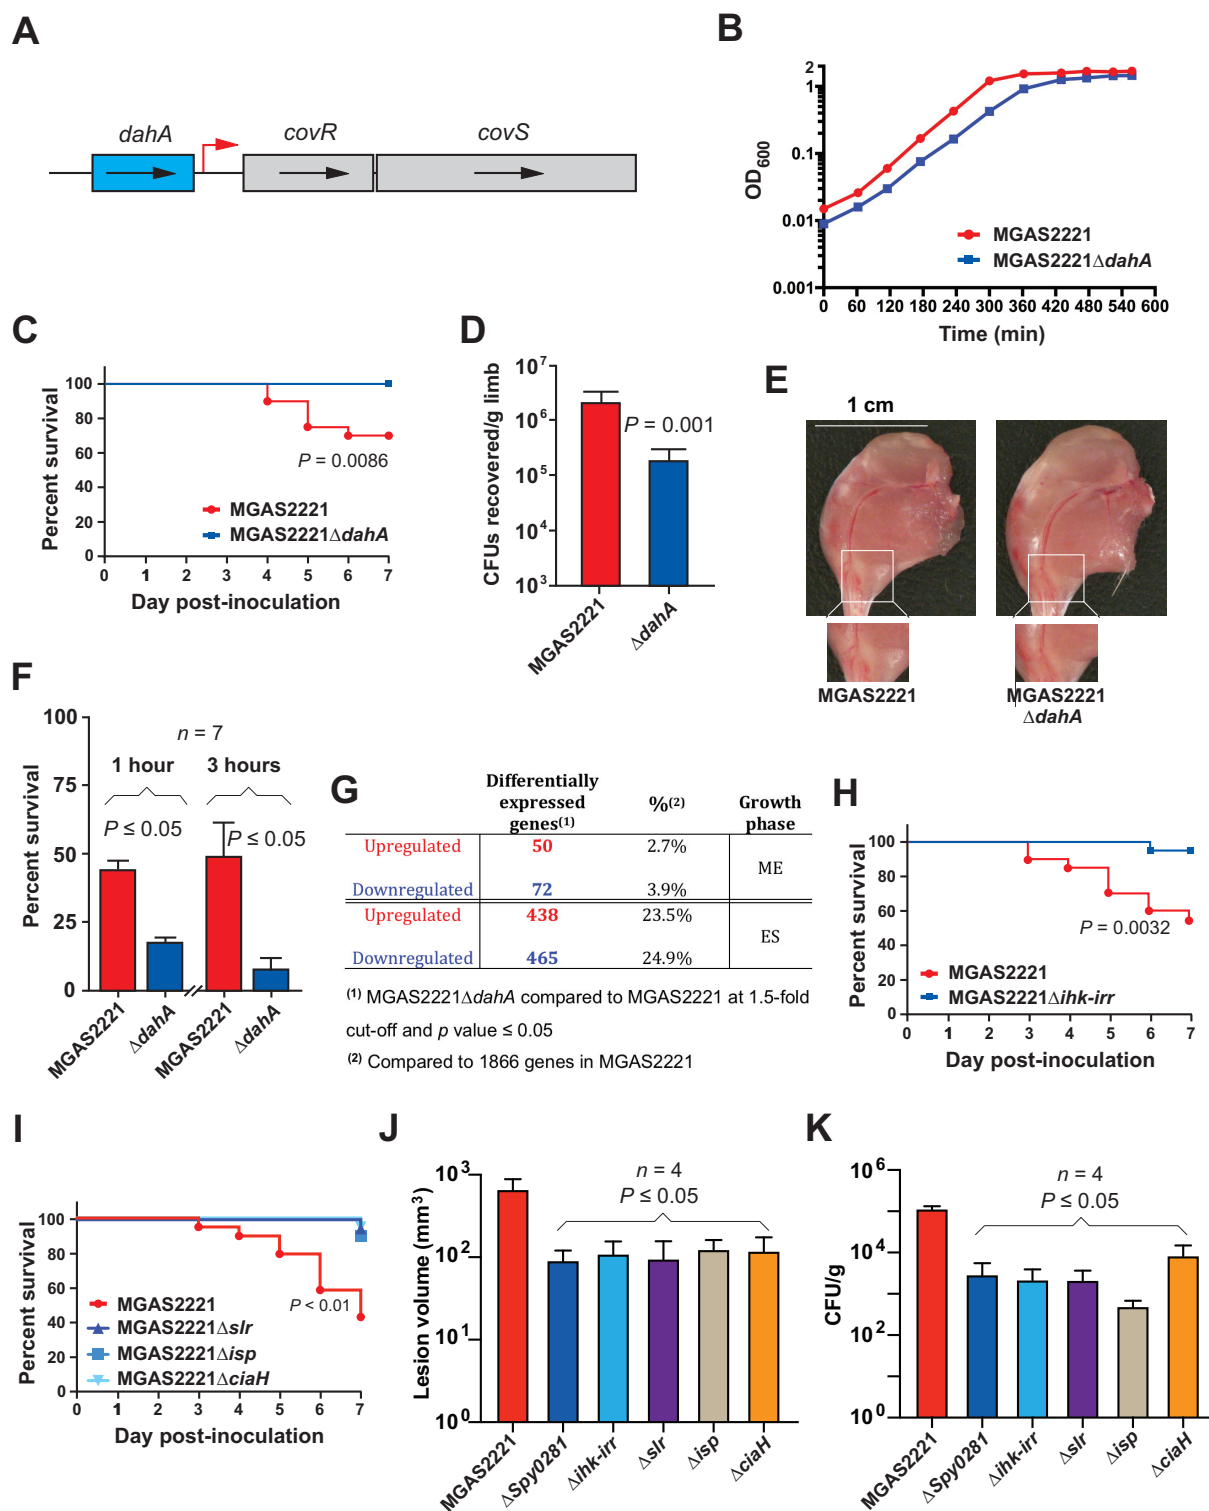 A
dahA
covR
covS
B
OD600
2
1
0.1
0.01
0.001
MGAS2221
MGAS2221ΔdahA
0 60 120 180 240 300 360 420 480 540 600
Time (min)
C
Percent survival
100
80
60
40
20
0
P = 0.0086
MGAS2221
MGAS2221ΔdahA
0 1 2 3 4 5 6 7
Day post-inoculation
D
CFUs recovered/g limb
10^7
10^6
10^5
10^4
10^3
P = 0.001
MGAS2221
ΔdahA
E
1 cm
MGAS2221
MGAS2221
ΔdahA
F
Percent survival
100
75
50
25
0
n = 7
1 hour
3 hours
P ≤ 0.05
P ≤ 0.05
MGAS2221
ΔdahA
MGAS2221
ΔdahA
G
Differentially expressed genes(1)
%(2)
Growth phase
Upregulated 50 2.7%
ME
Downregulated 72 3.9%
Upregulated 438 23.5%
ES
Downregulated 465 24.9%
(1) MGAS2221ΔdahA compared to MGAS2221 at 1.5-fold
cut-off and p value ≤ 0.05
(2) Compared to 1866 genes in MGAS2221
H
Percent survival
100
80
60
40
20
0
P = 0.0032
MGAS2221
MGAS2221Δihk-irr
0 1 2 3 4 5 6 7
Day post-inoculation
I
Percent survival
100
80
60
40
20
0
P < 0.01
MGAS2221
MGAS2221Δslr
MGAS2221Δisp
MGAS2221ΔciaH
0 1 2 3 4 5 6 7
Day post-inoculation
J
Lesion volume (mm3)
10^3
10^2
10^1
10^0
n = 4
P ≤ 0.05
MGAS2221
ΔSpy0281
Δihk-irr
Δslr
Δisp
ΔciaH
K
CFU/g
10^6
10^4
10^2
10^0
n = 4
P ≤ 0.05
MGAS2221
ΔSpy0281
Δihk-irr
Δslr
Δisp
ΔciaH